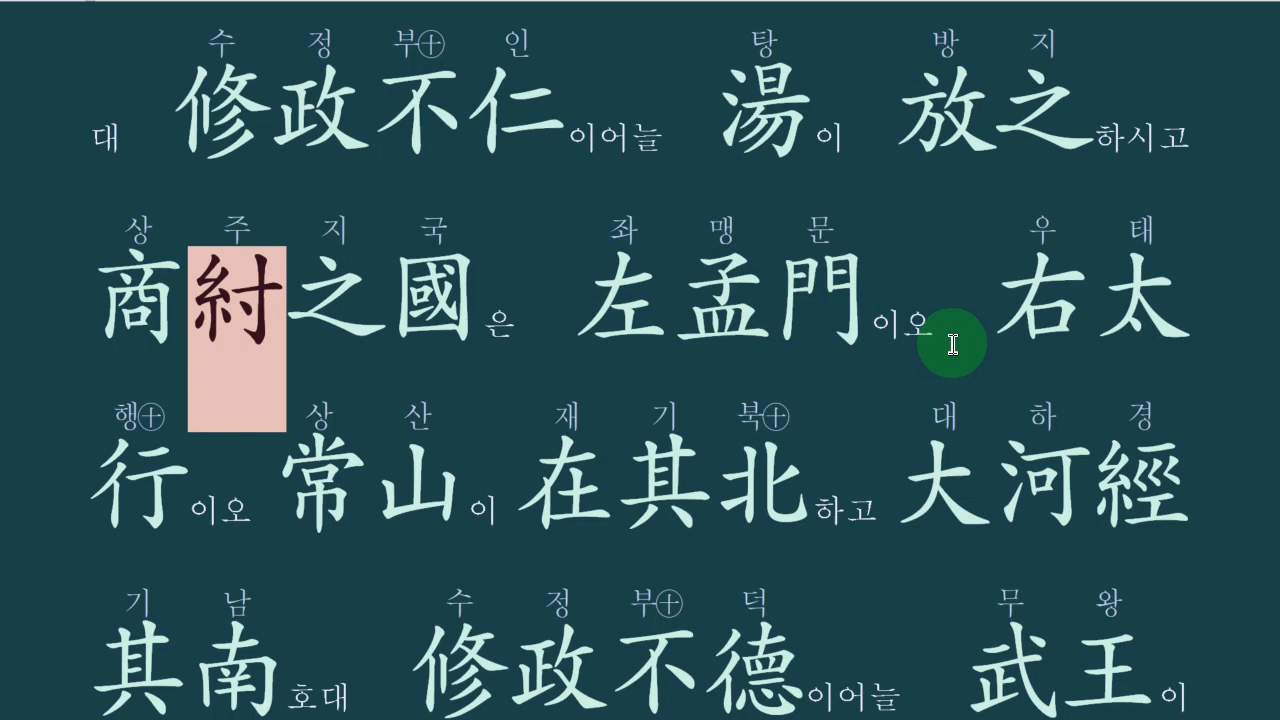 수 정 부㊉ 인 탕 방 지
대 修政不仁이어늘 湯이 放之하시고
상 주 지 국 좌 맹 문 우 태
商紂之國은 左孟門이오 右太
행㊉ 상 산 재 기 북㊉ 대 하 경
行이오 常山이 在其北하고 大河經
기 남 수 정 부㊉ 덕 무 왕
其南호대 修政不德이어늘 武王이